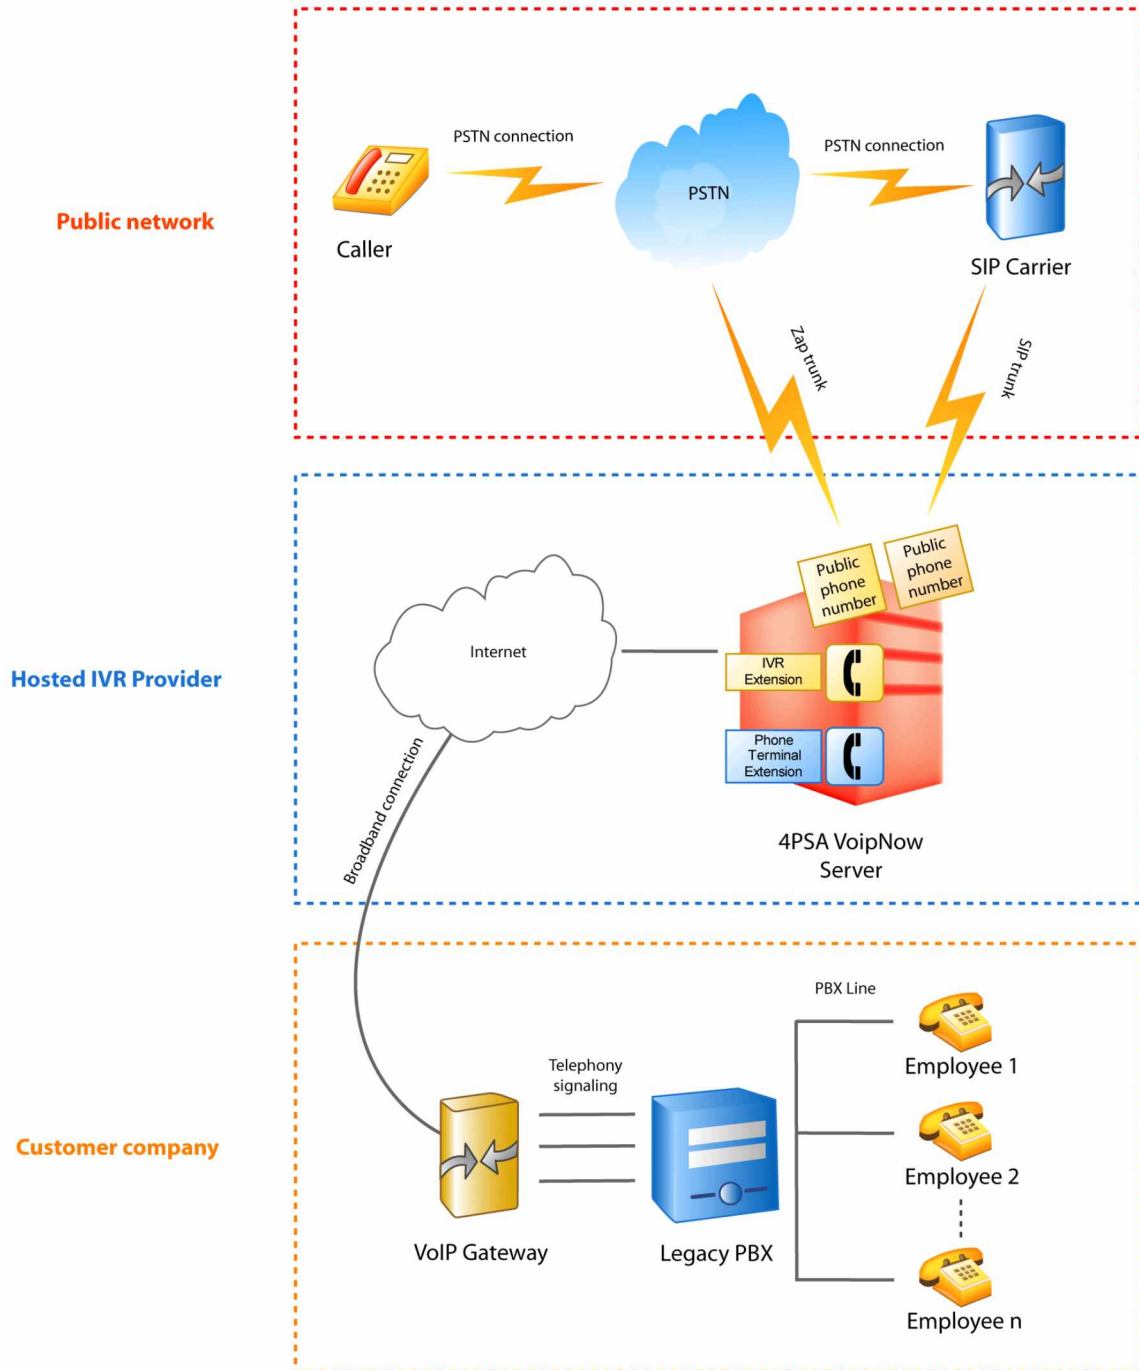 PSTN connection
PSTN connection
PSTN
Public network
Caller
SIP Carrier
Zap trunk
SIP trunk
Public
phone
number
Public
phone
number
Internet
IVR
Extension
Hosted IVR Provider
Phone
Terminal
Extension
Broadband connection
4PSA VoipNow
Server
PBX Line
Telephony
signaling
Employee 1
Customer company
Employee 2
VoIP Gateway
Legacy PBX
Employee n